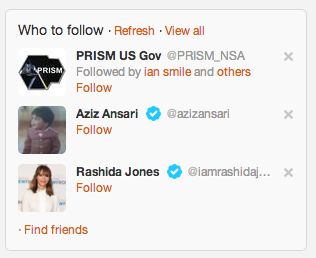 Who to follow · Refresh · View all
PRISM
PRISM US Gov @PRISM_NSA ×
Followed by ian smile and others
Follow
Aziz Ansari @azizansari ×
Follow
Rashida Jones @iamrashidaj... ×
Follow
· Find friends